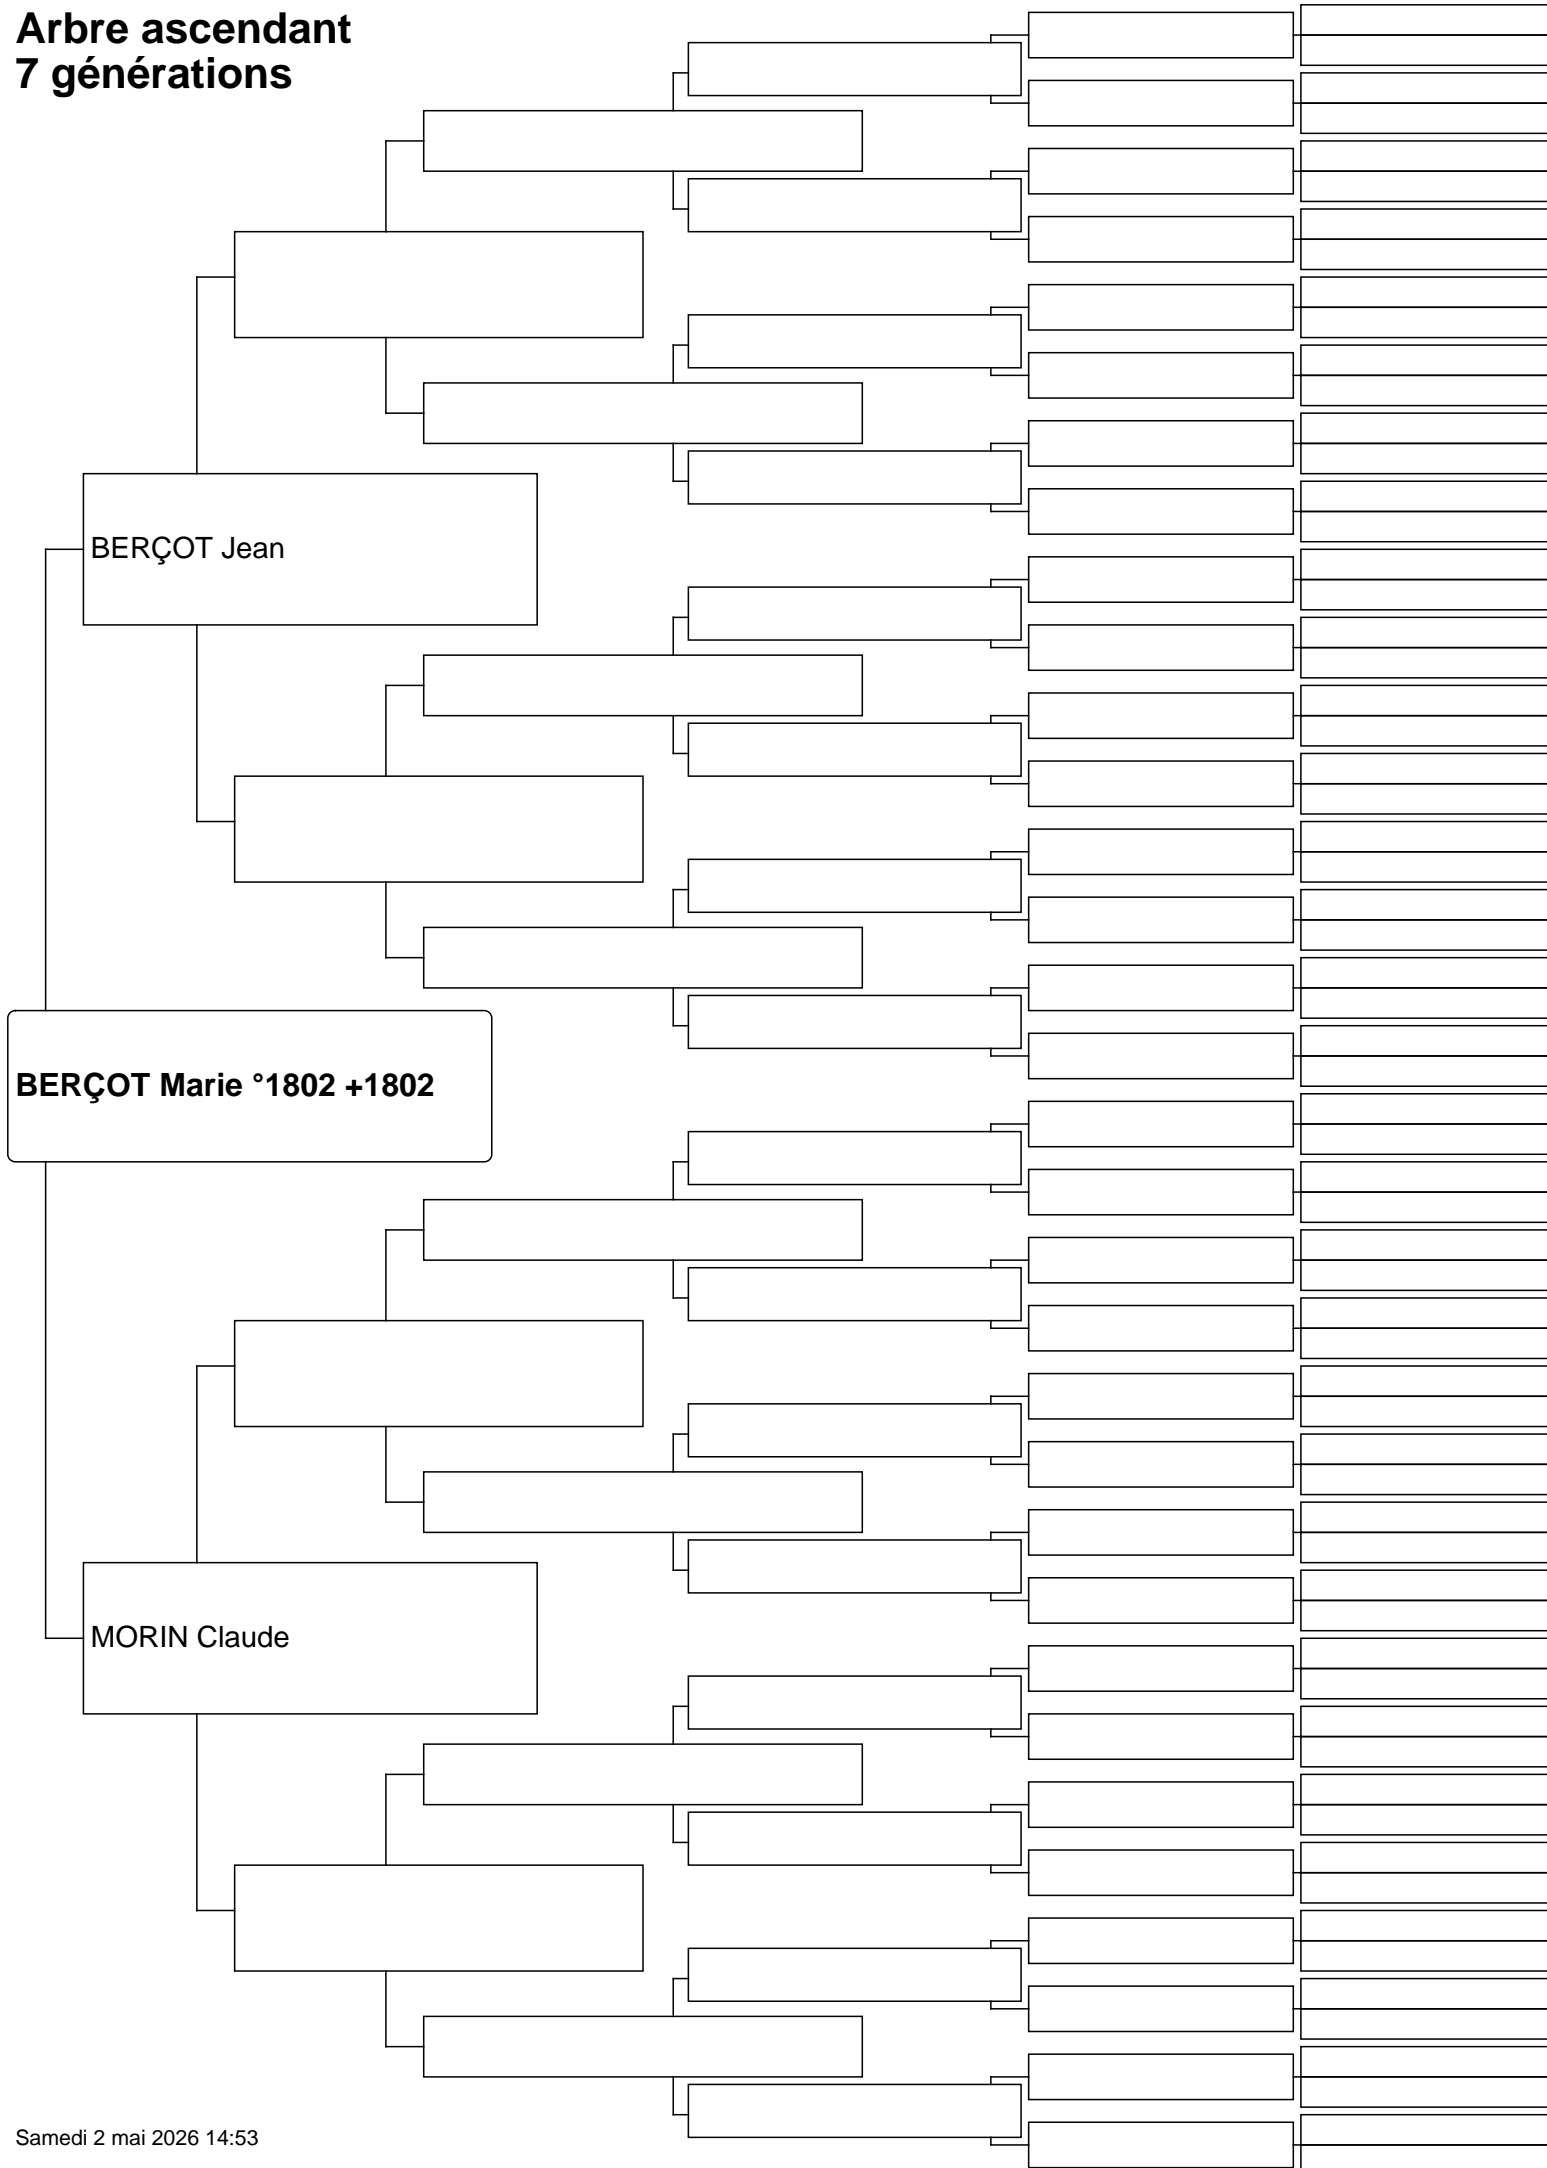 Arbre ascendant
7 générations
BERÇOT Jean
BERÇOT Marie °1802 +1802
MORIN Claude
Samedi 2 mai 2026 14:53